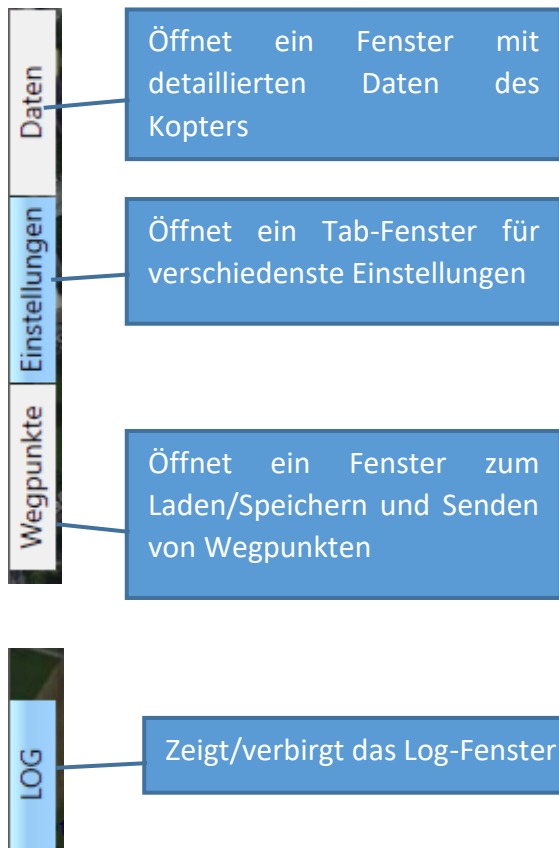 Daten
Öffnet ein Fenster mit
detaillierten Daten des
Kopters
Einstellungen
Öffnet ein Tab-Fenster für
verschiedenste Einstellungen
Wegpunkte
Öffnet ein Fenster zum
Laden/Speichern und Senden
von Wegpunkten
LOG
Zeigt/verbirgt das Log-Fenster